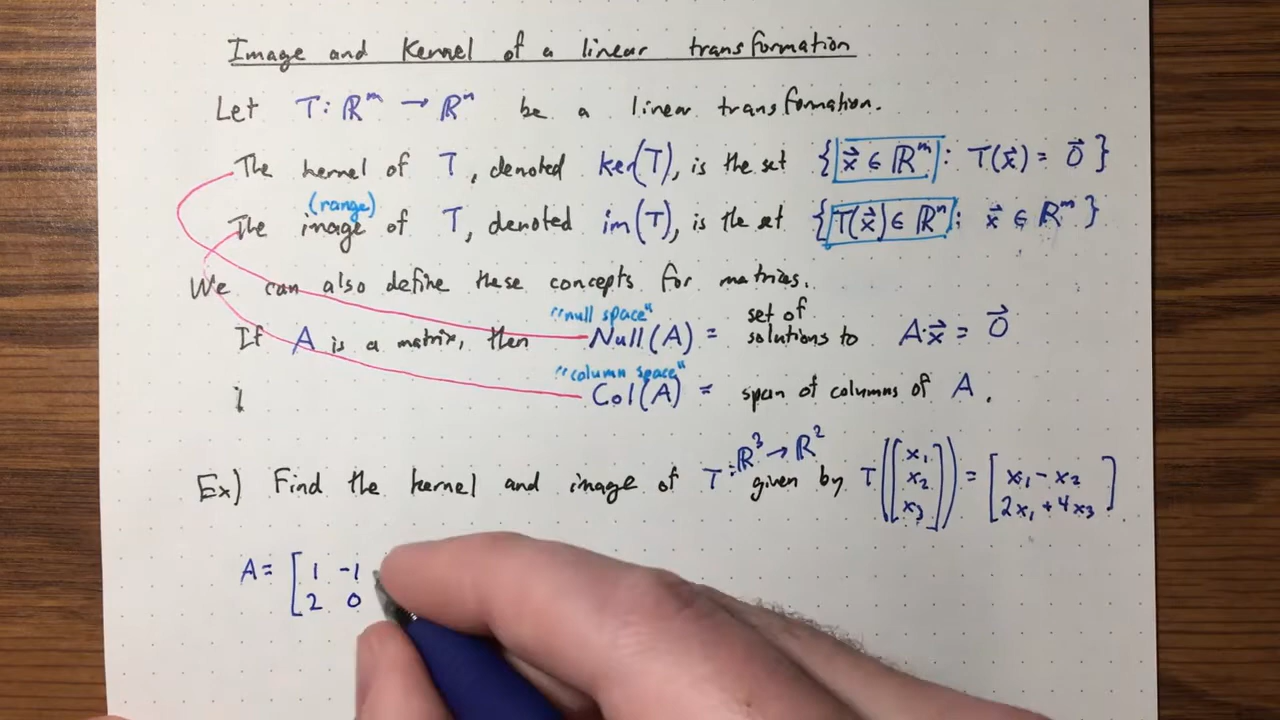 Image and Kernel of a linear transformation
Let T: ℝᵐ → ℝⁿ be a linear transformation.
The kernel of T, denoted ker(T), is the set {x⃗ ∈ ℝᵐ : T(x⃗) = 0⃗}
(range)
The image of T, denoted im(T), is the set {T(x⃗) ∈ ℝⁿ : x⃗ ∈ ℝᵐ}
We can also define these concepts for matrices.
"null space"
If A is a matrix, then Null(A) = set of solutions to Ax⃗ = 0⃗
"column space"
Col(A) = span of columns of A.
Ex) Find the kernel and image of T: ℝ³ → ℝ² given by T([x₁ x₂ x₃]) = [x₁ - x₂
2x₁ + 4x₃]
A = [1 -1
2 0